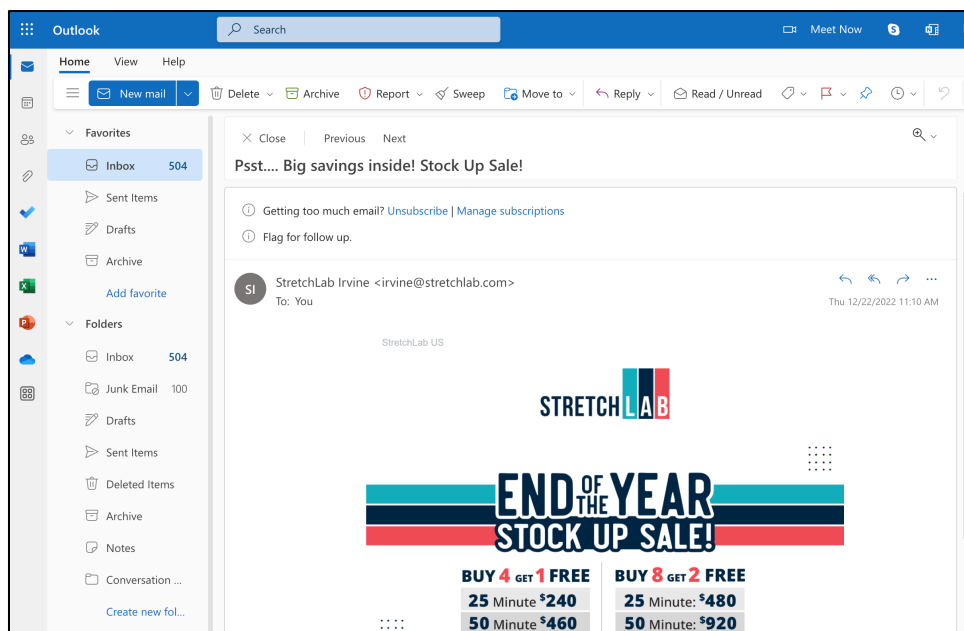 Outlook
Search
Meet Now
Home View Help
New mail Delete Archive Report Sweep Move to Reply Read / Unread
Favorites
Inbox 504
Sent Items
Drafts
Archive
Add favorite
Folders
Inbox 504
Junk Email 100
Drafts
Sent Items
Deleted Items
Archive
Notes
Conversation ...
Create new fol...
Close Previous Next
Psst.... Big savings inside! Stock Up Sale!
Getting too much email? Unsubscribe | Manage subscriptions
Flag for follow up.
SI
StretchLab Irvine <irvine@stretchlab.com>
To: You
Thu 12/22/2022 11:10 AM
StretchLab US
STRETCH LAB
END OF THE YEAR
STOCK UP SALE!
BUY 4 GET 1 FREE
25 Minute $240
50 Minute $460
BUY 8 GET 2 FREE
25 Minute: $480
50 Minute: $920